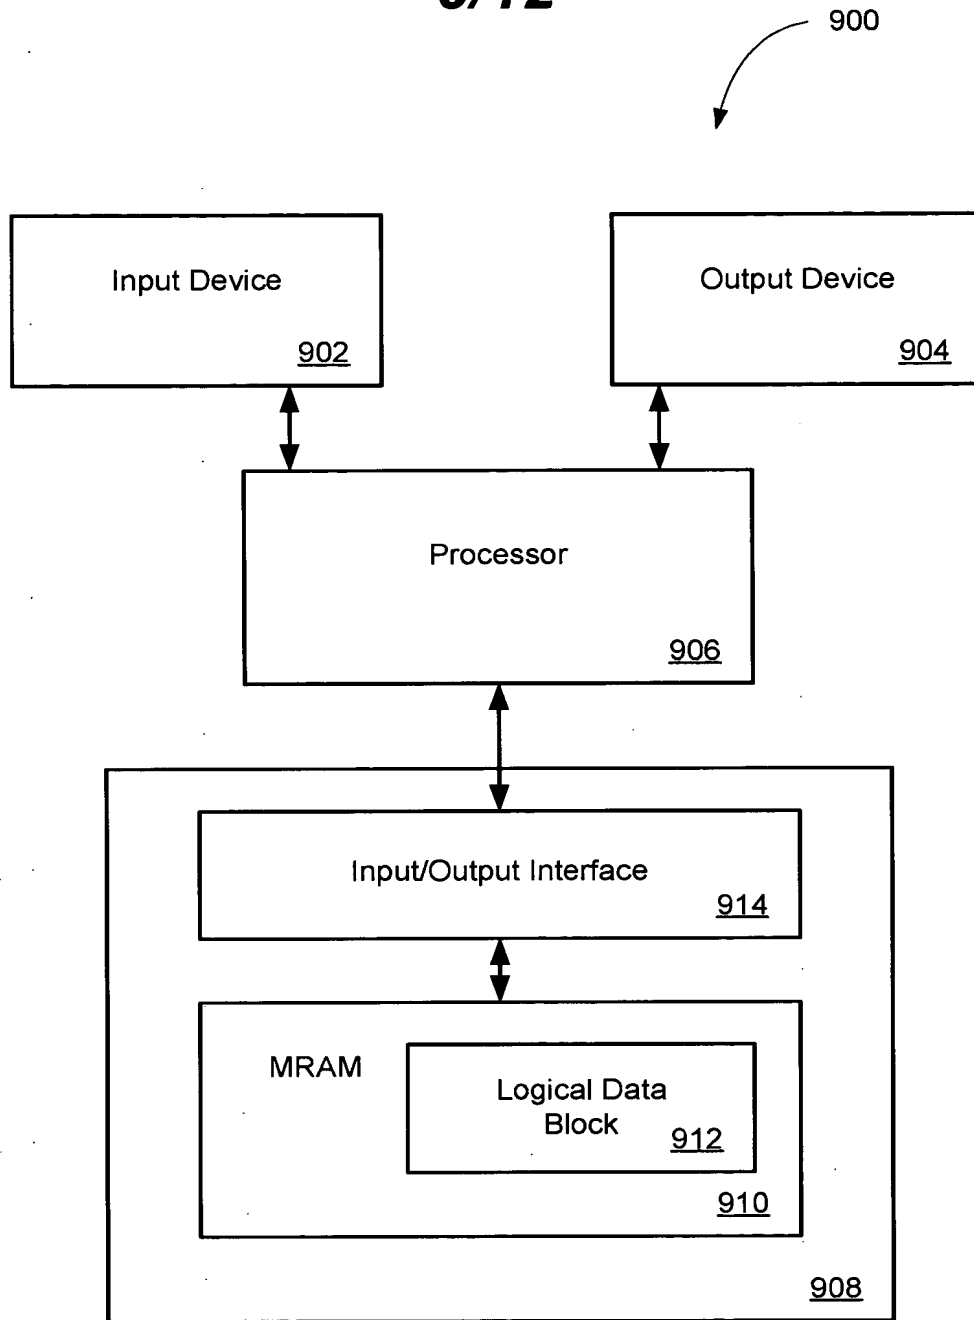 900
Input Device
902
Output Device
904
Processor
906
Input/Output Interface
914
MRAM
Logical Data
Block
912
910
908